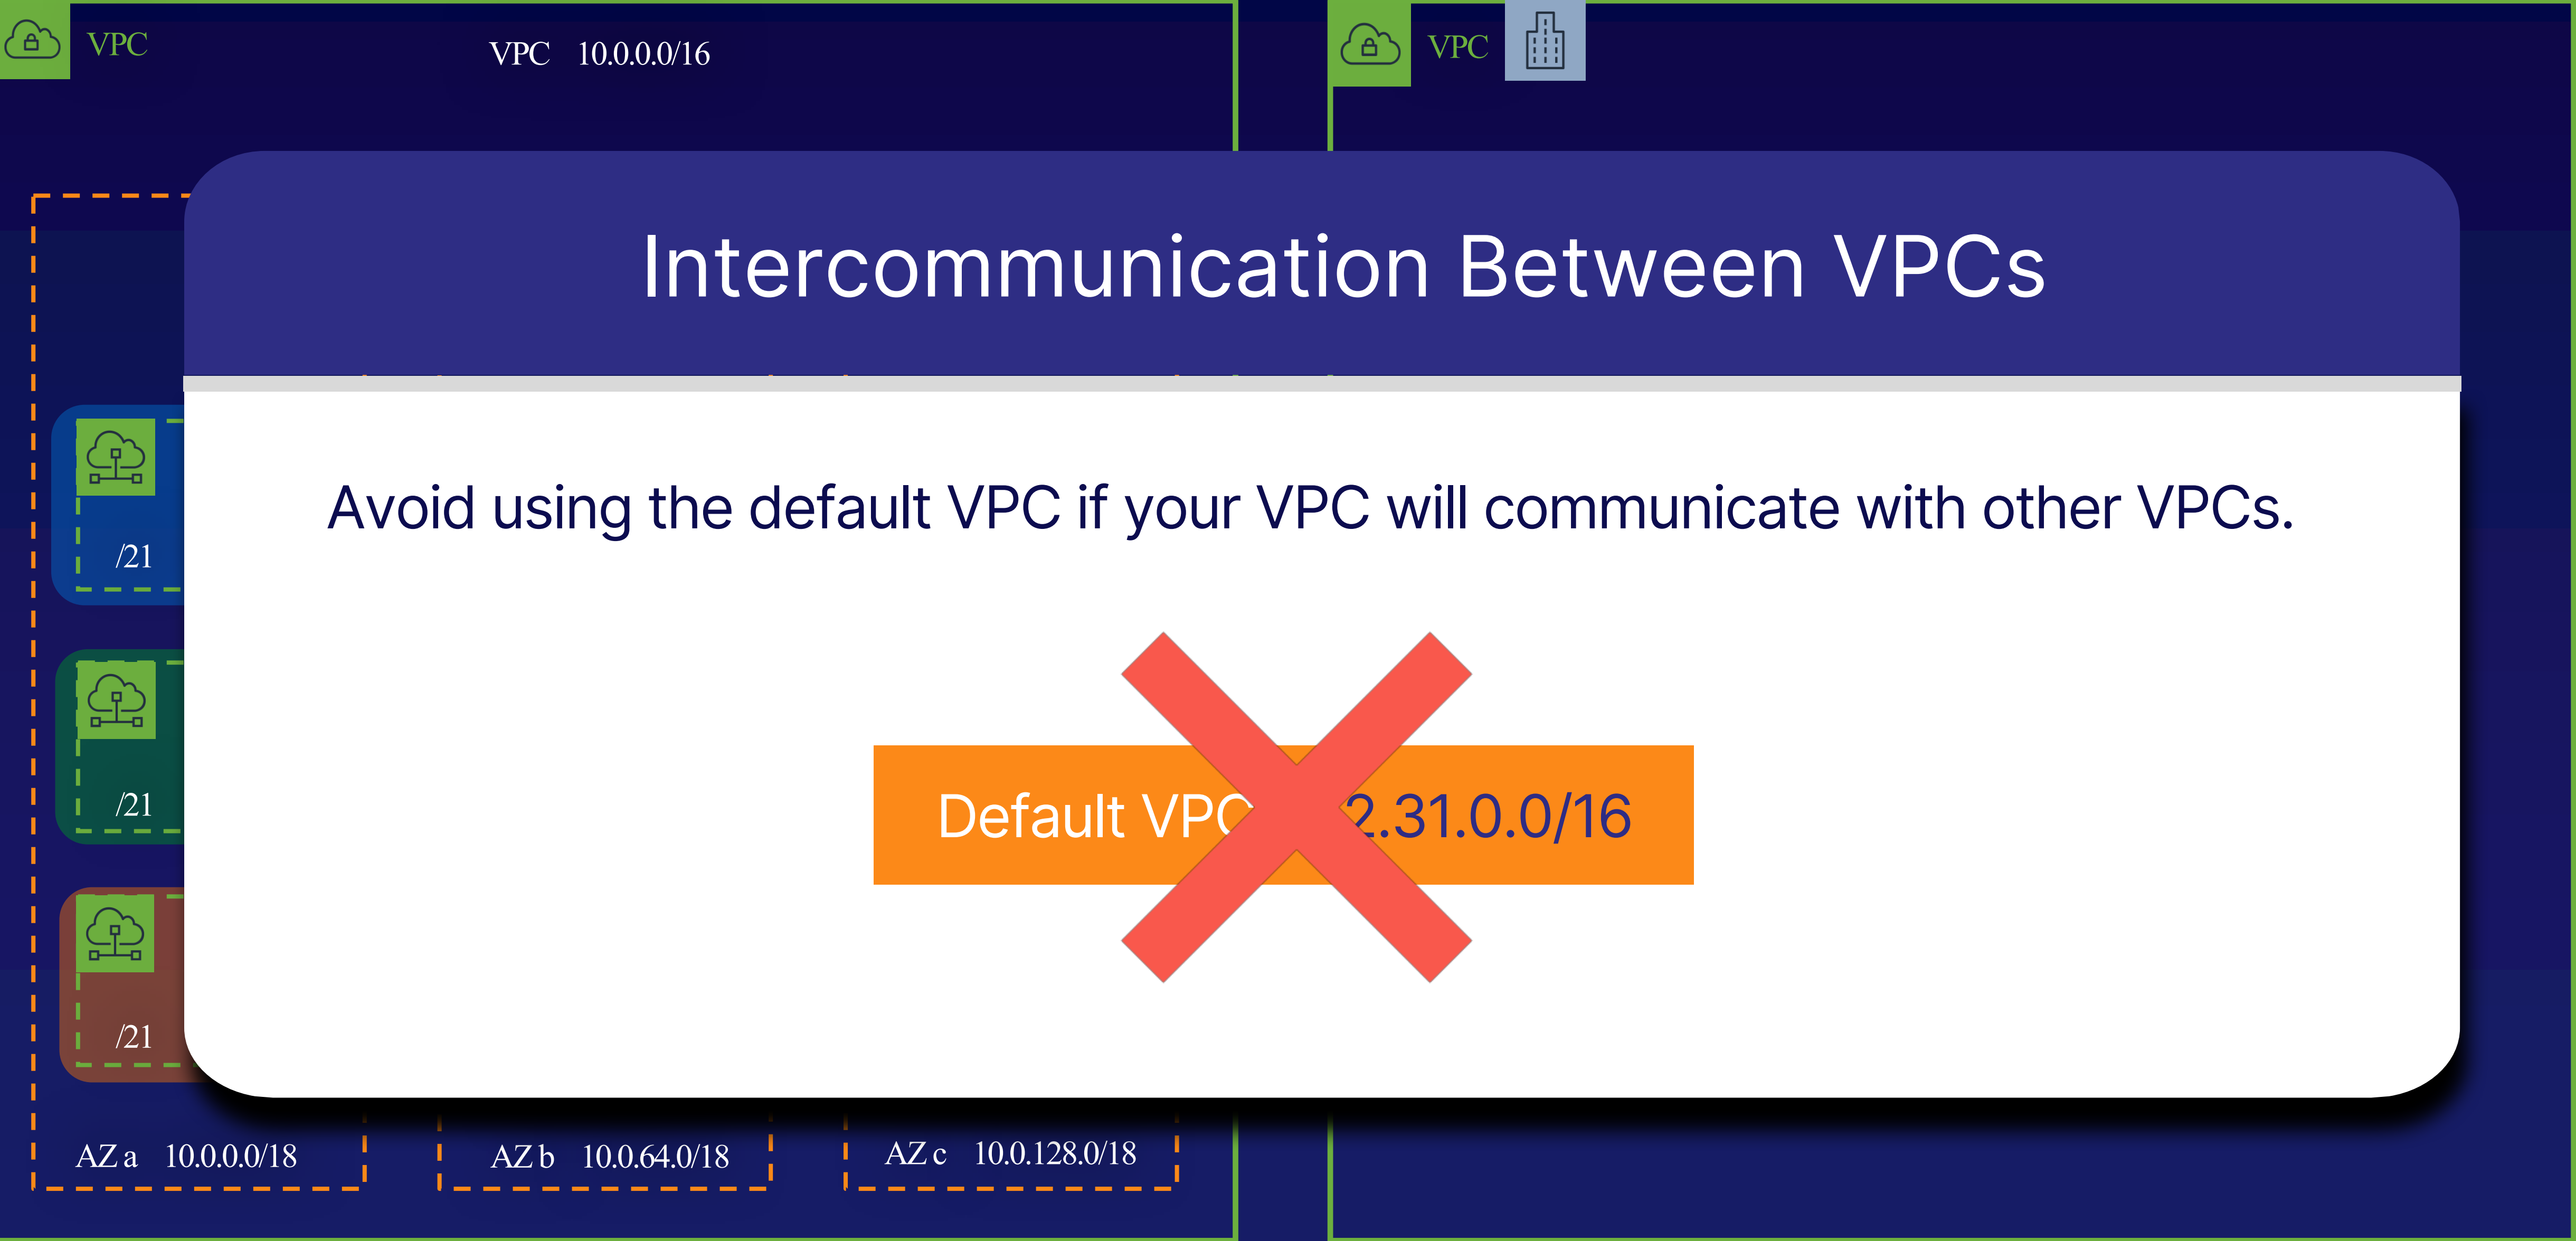 VPC
VPC 10.0.0.0/16
VPC
Intercommunication Between VPCs
Avoid using the default VPC if your VPC will communicate with other VPCs.
/21
Default VPC 2.31.0.0/16
/21
/21
AZ a 10.0.0.0/18
AZ b 10.0.64.0/18
AZ c 10.0.128.0/18